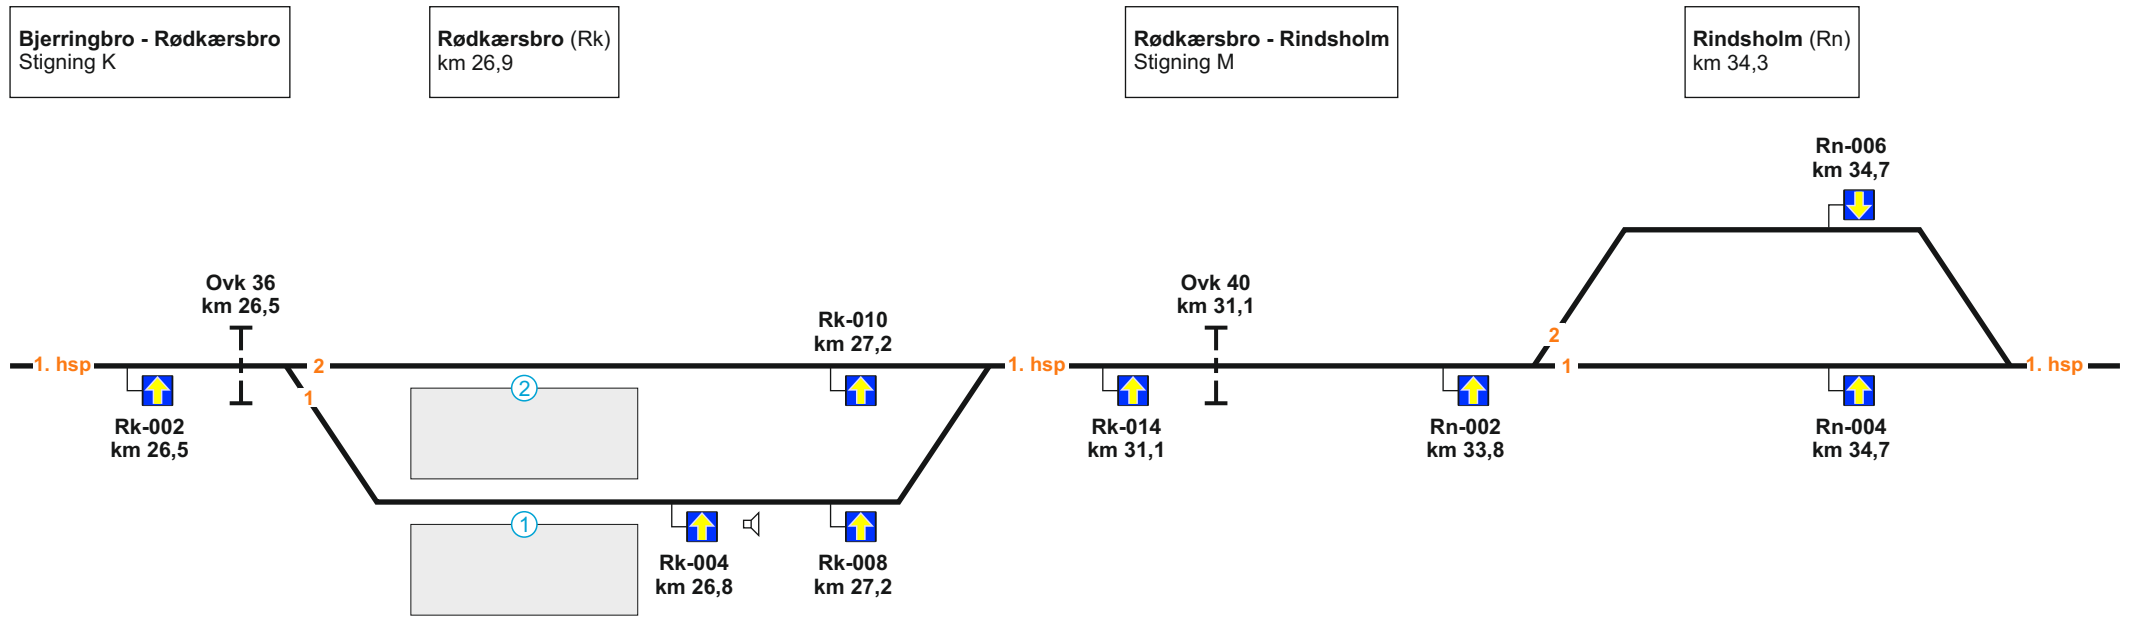 Bjerringbro - Rødkærsbro
Stigning K
Rødkærsbro (Rk)
km 26,9
Rødkærsbro - Rindsholm
Stigning M
Rindsholm (Rn)
km 34,3
Rn-006
km 34,7
Ovk 36
km 26,5
Ovk 40
km 31,1
Rk-010
km 27,2
2
1. hsp
2
1. hsp
1
1. hsp
1
2
Rk-002
km 26,5
Rk-014
km 31,1
Rn-002
km 33,8
Rn-004
km 34,7
1
Rk-004
km 26,8
Rk-008
km 27,2